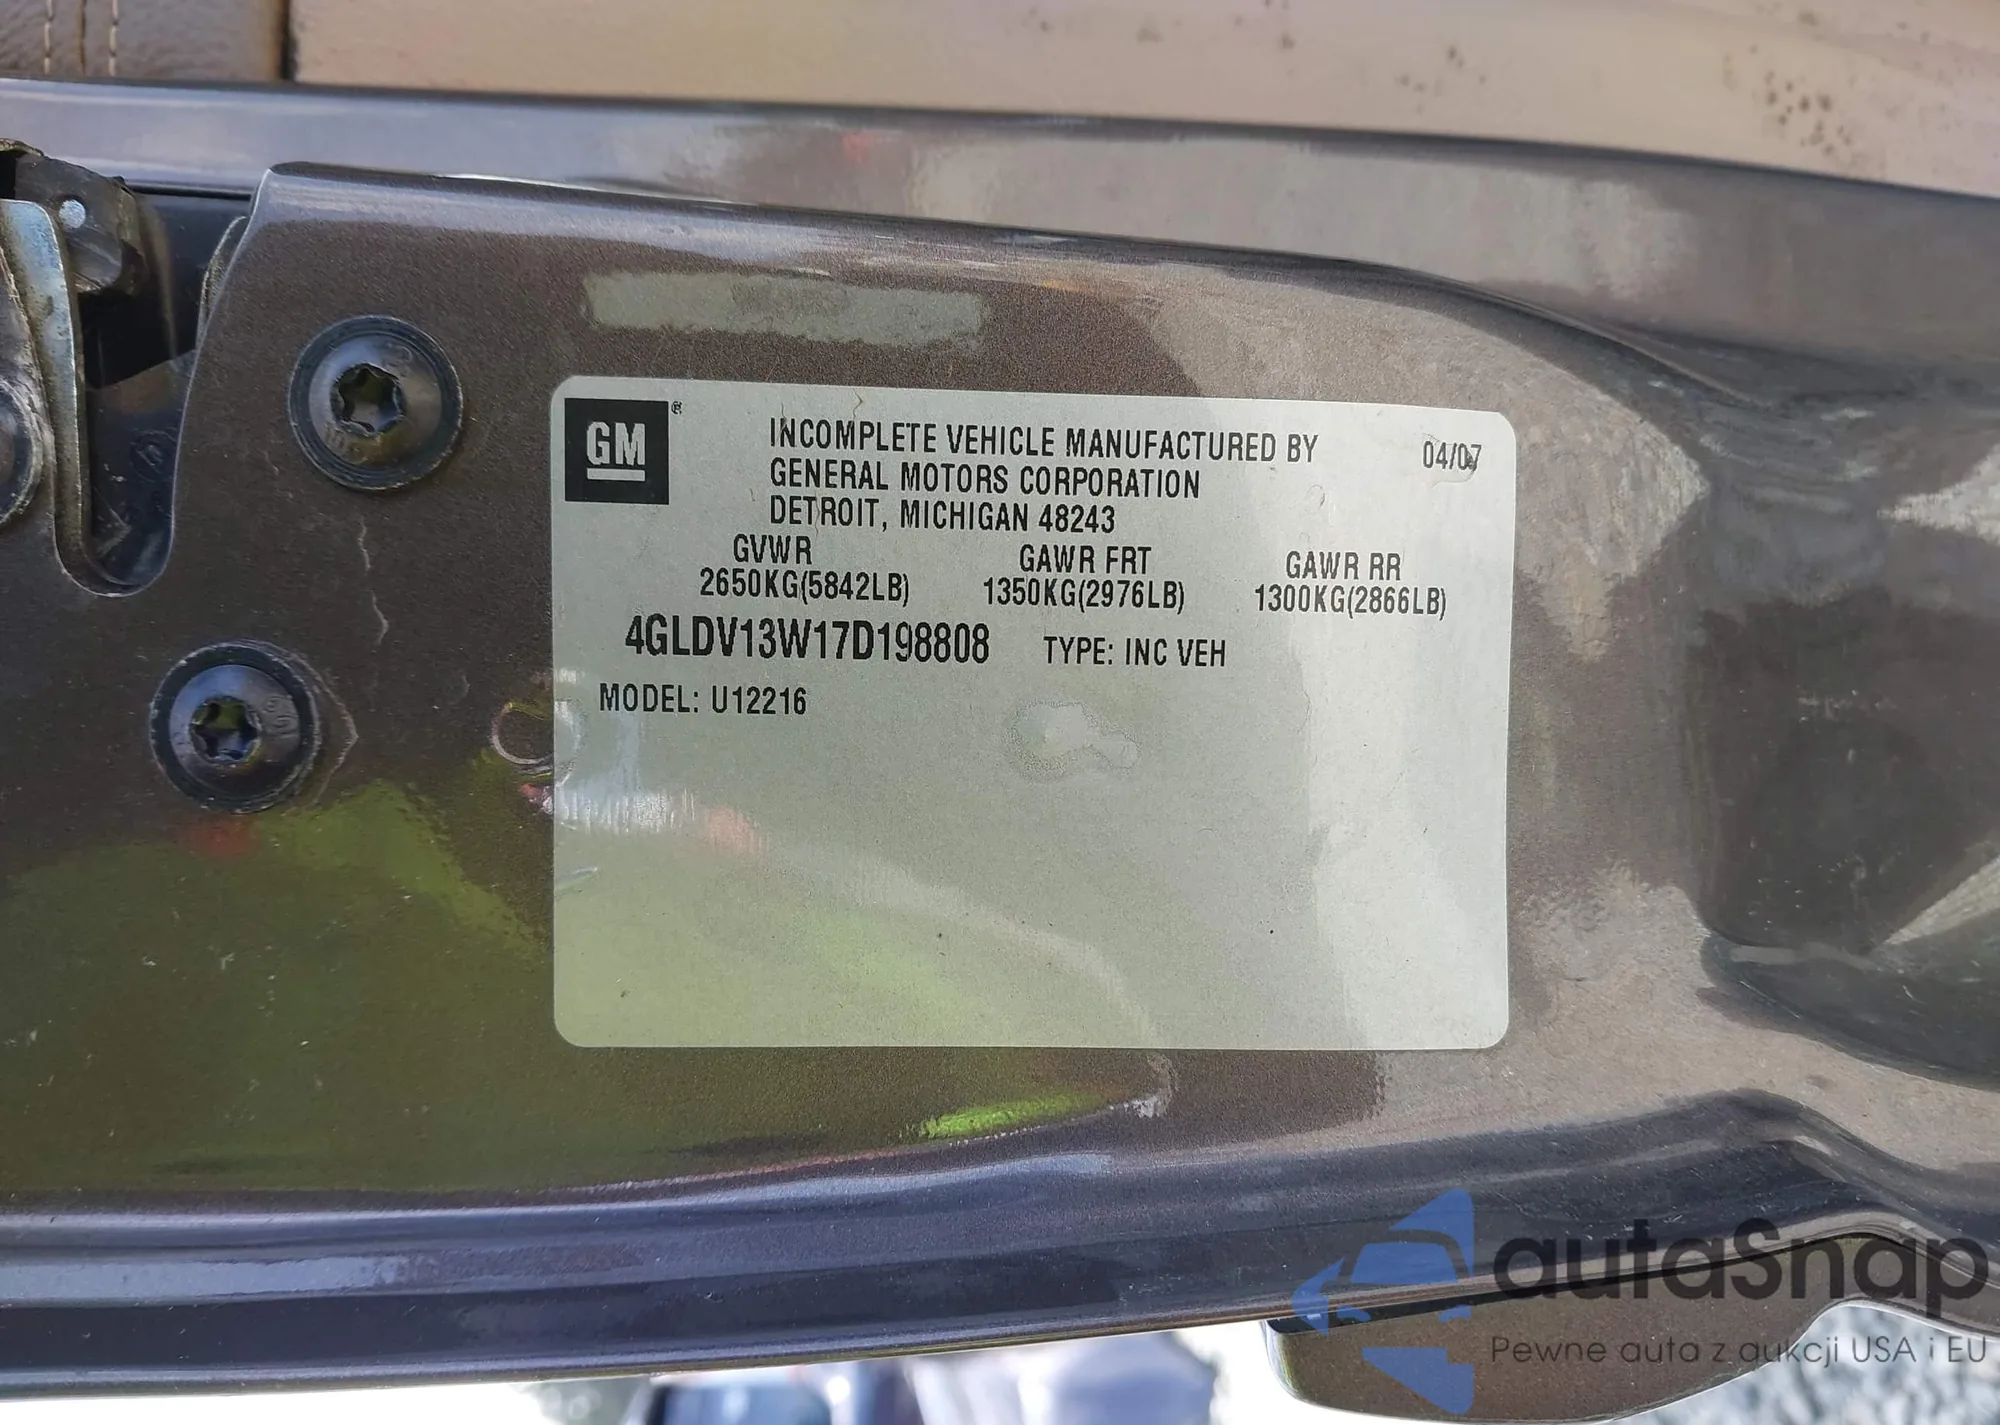 GM ®
INCOMPLETE VEHICLE MANUFACTURED BY 04/07
GENERAL MOTORS CORPORATION
DETROIT, MICHIGAN 48243
GVWR GAWR FRT GAWR RR
2650KG(5842LB) 1350KG(2976LB) 1300KG(2866LB)
4GLDV13W17D198808 TYPE: INC VEH
MODEL: U12216
autaSnap
Pewne auta z aukcji USA i EU